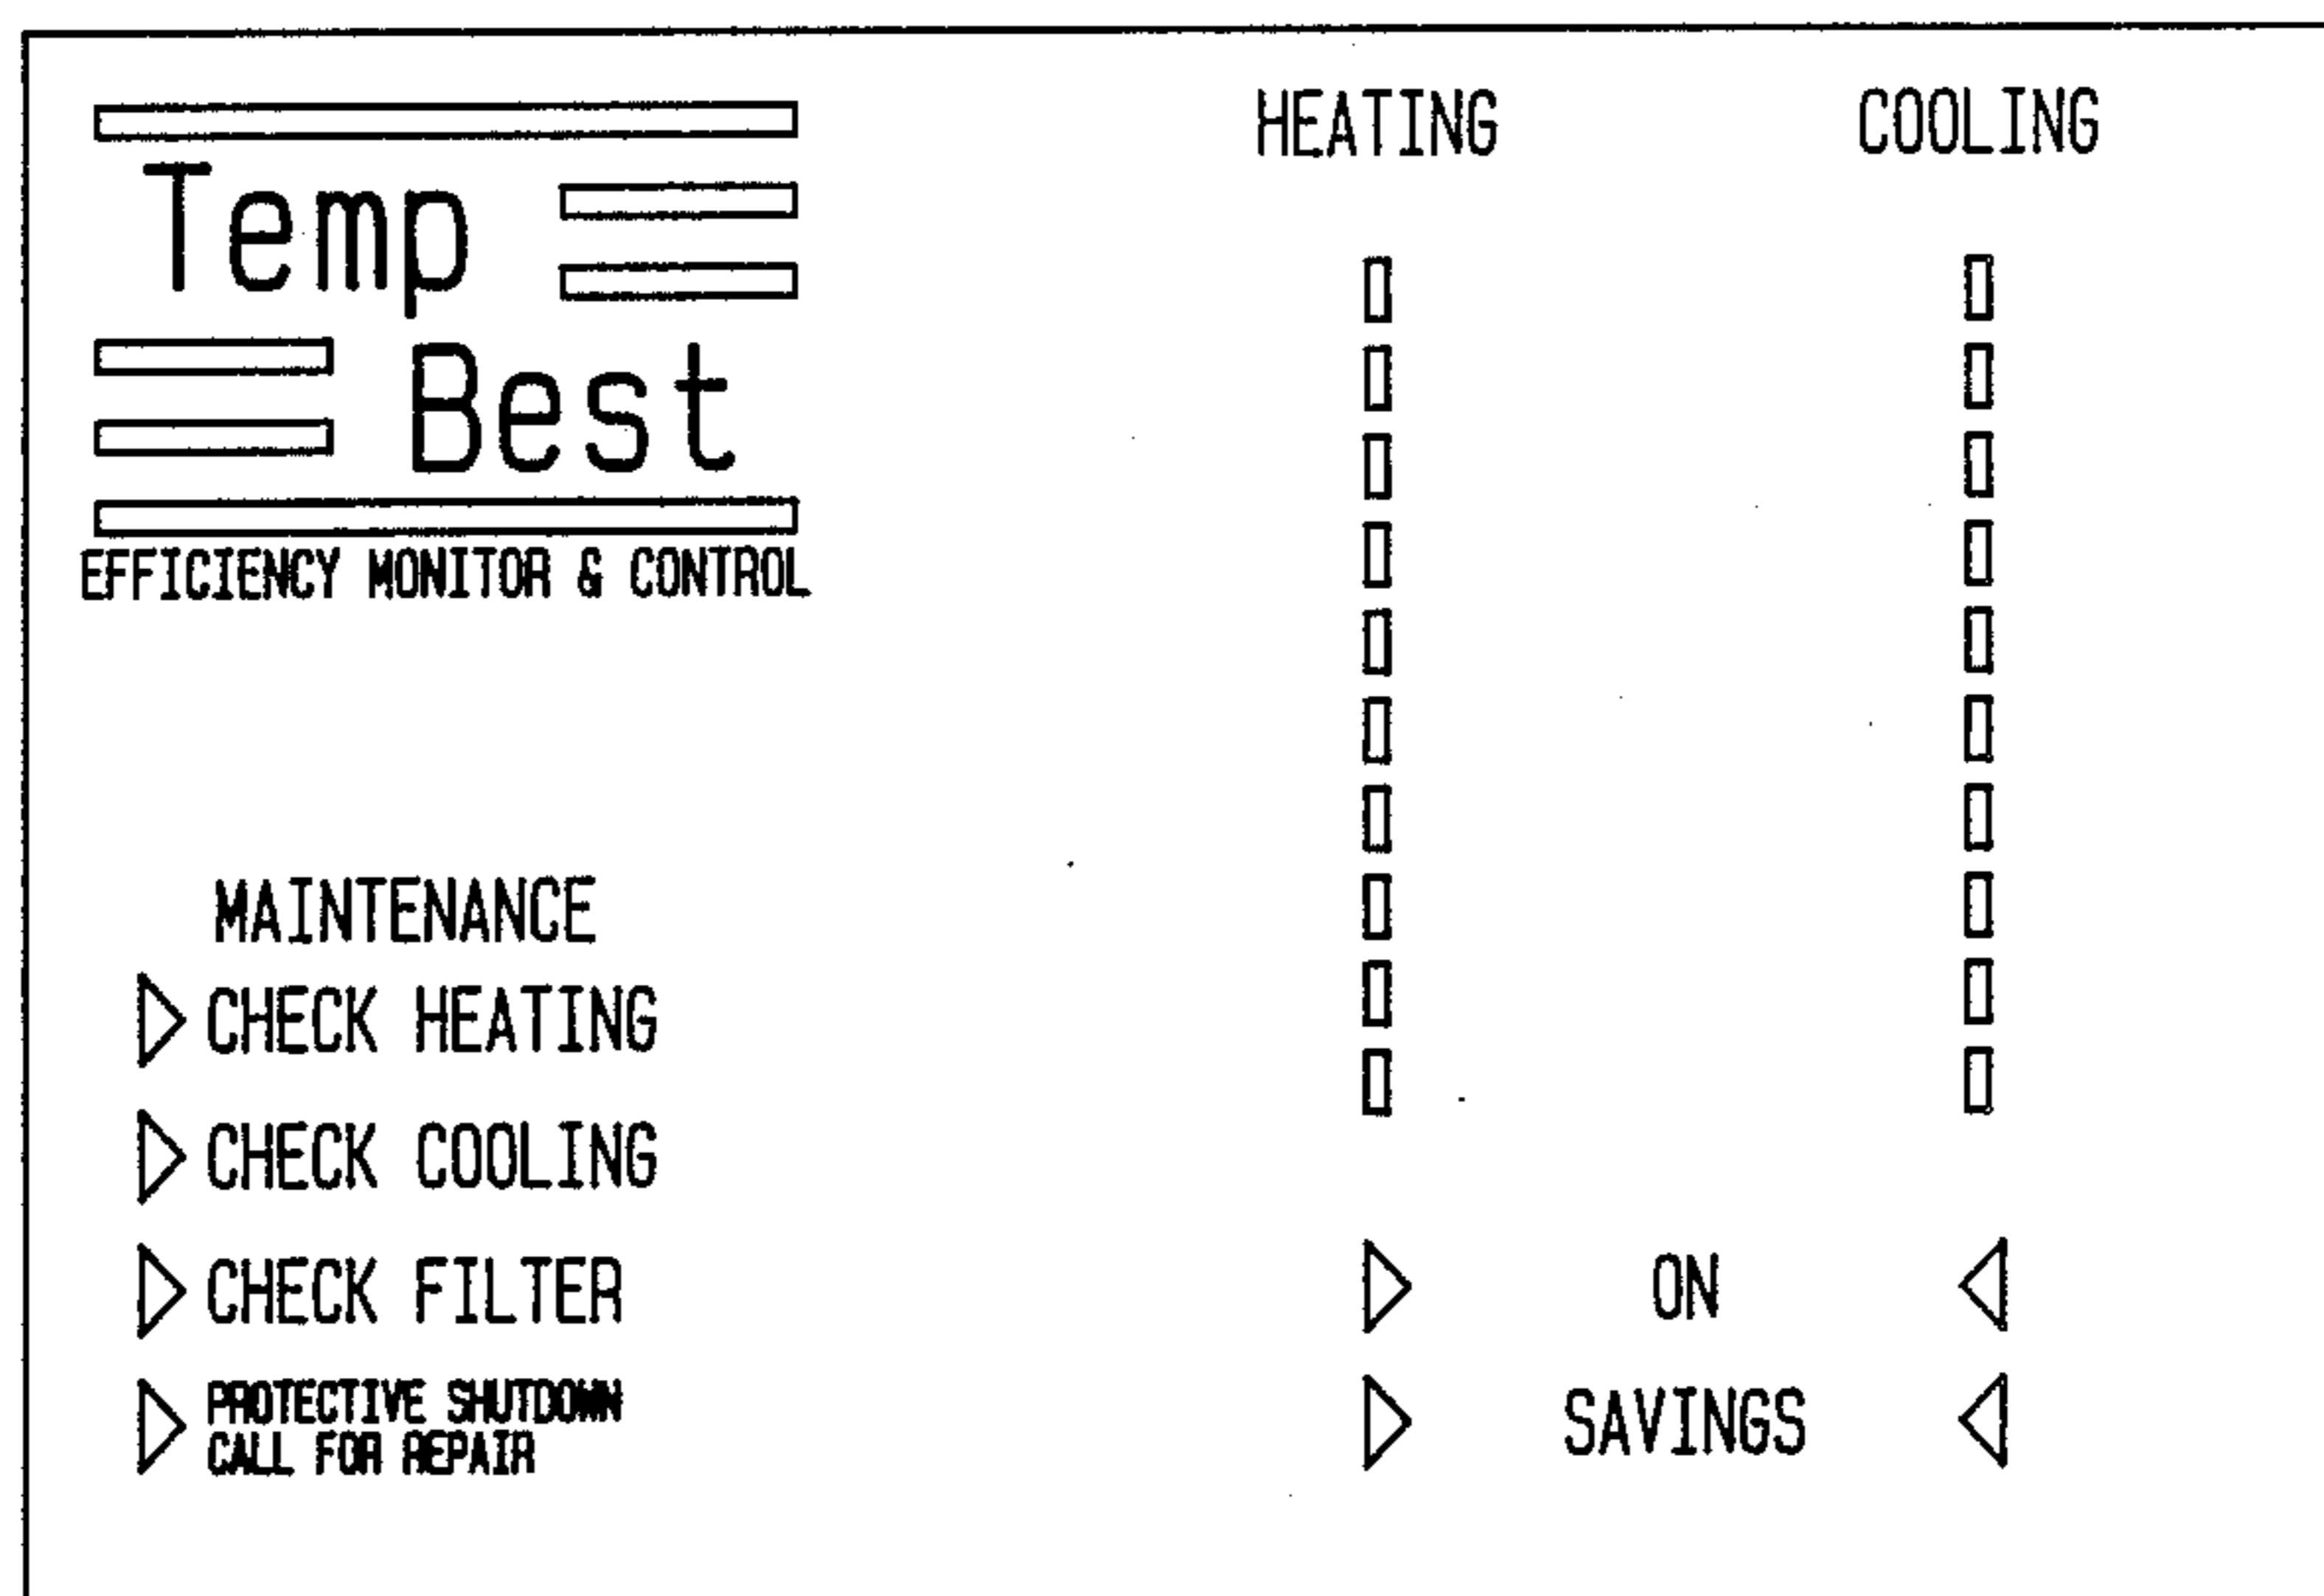 Temp
Best
EFFICIENCY MONITOR & CONTROL
MAINTENANCE
CHECK HEATING
CHECK COOLING
CHECK FILTER
PROTECTIVE SHUTDOWN
CALL FOR REPAIR
HEATING
COOLING
ON
SAVINGS